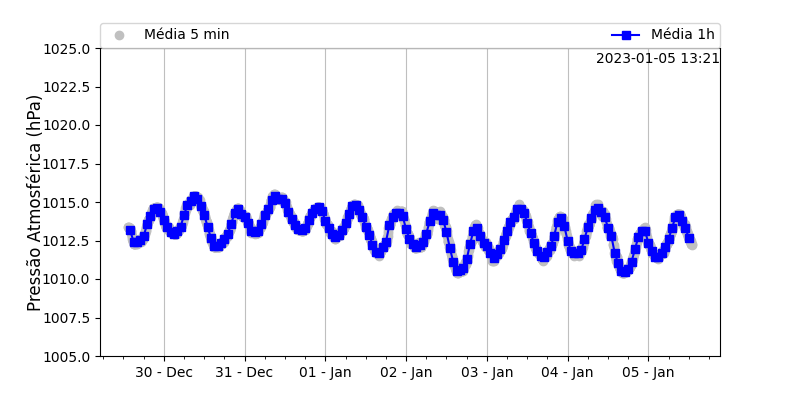 Média 5 min
Média 1h
2023-01-05 13:21
Pressão Atmosférica (hPa)
1025.0
1022.5
1020.0
1017.5
1015.0
1012.5
1010.0
1007.5
1005.0
30 - Dec
31 - Dec
01 - Jan
02 - Jan
03 - Jan
04 - Jan
05 - Jan